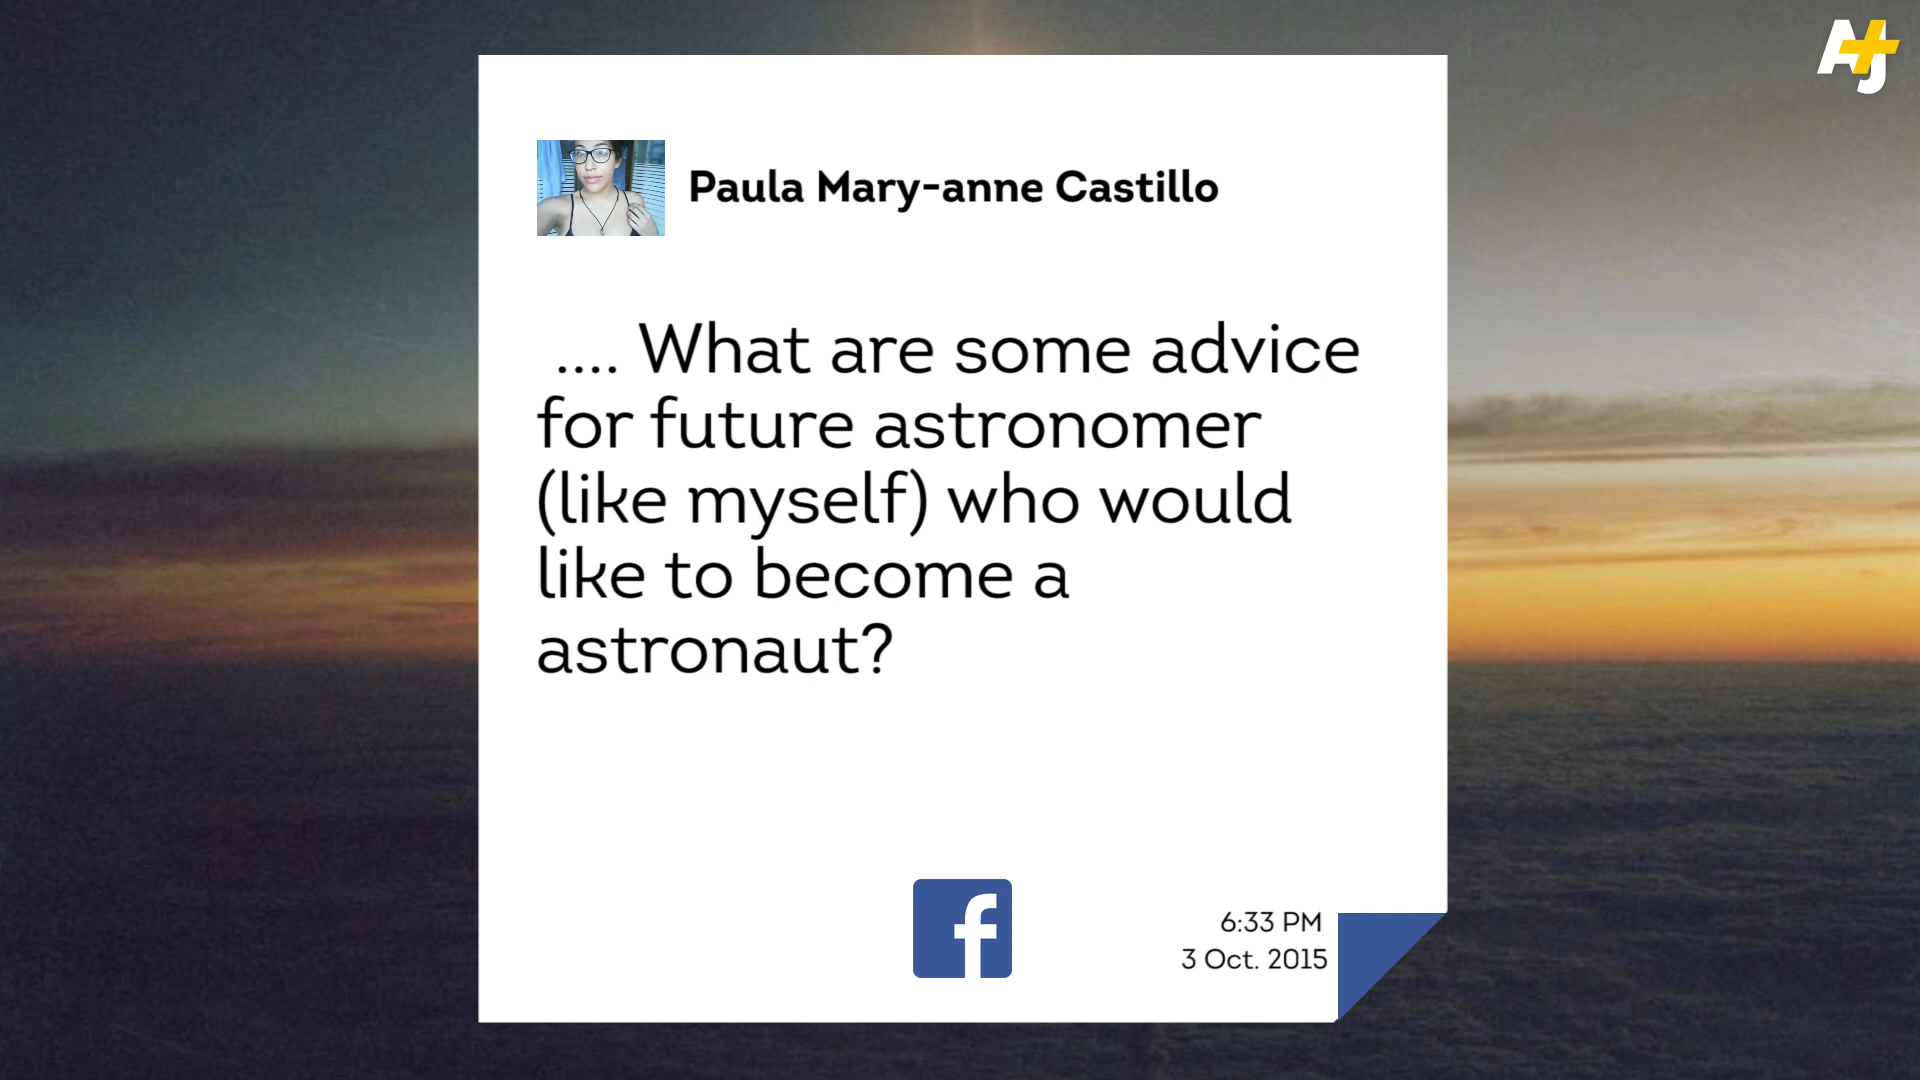 AJ+
Paula Mary-anne Castillo
.... What are some advice
for future astronomer
(like myself) who would
like to become a
astronaut?
f
6:33 PM
3 Oct. 2015